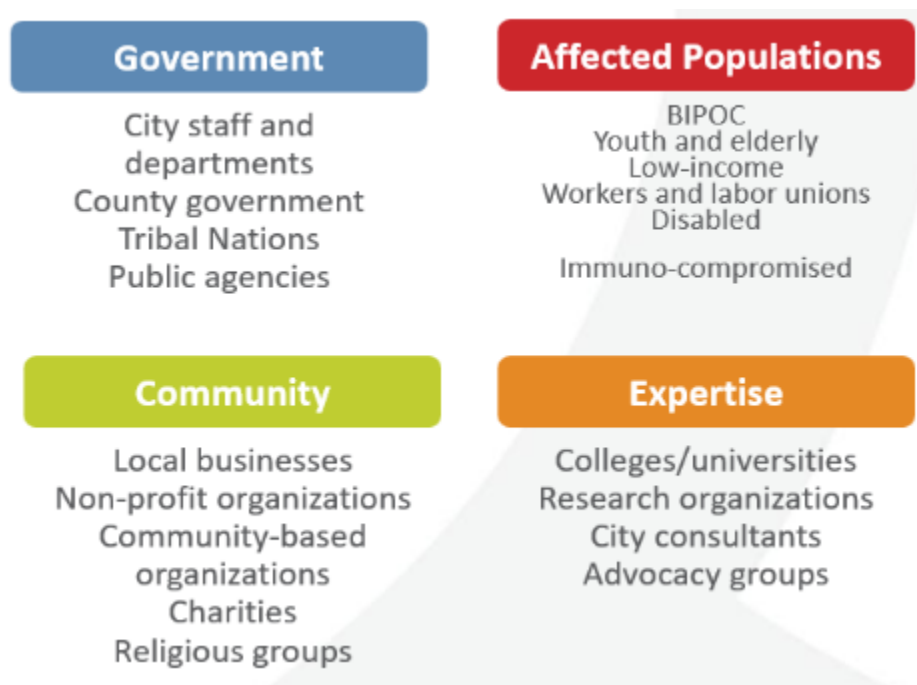 Government
City staff and
departments
County government
Tribal Nations
Public agencies
Affected Populations
BIPOC
Youth and elderly
Low-income
Workers and labor unions
Disabled
Immuno-compromised
Community
Local businesses
Non-profit organizations
Community-based
organizations
Charities
Religious groups
Expertise
Colleges/universities
Research organizations
City consultants
Advocacy groups